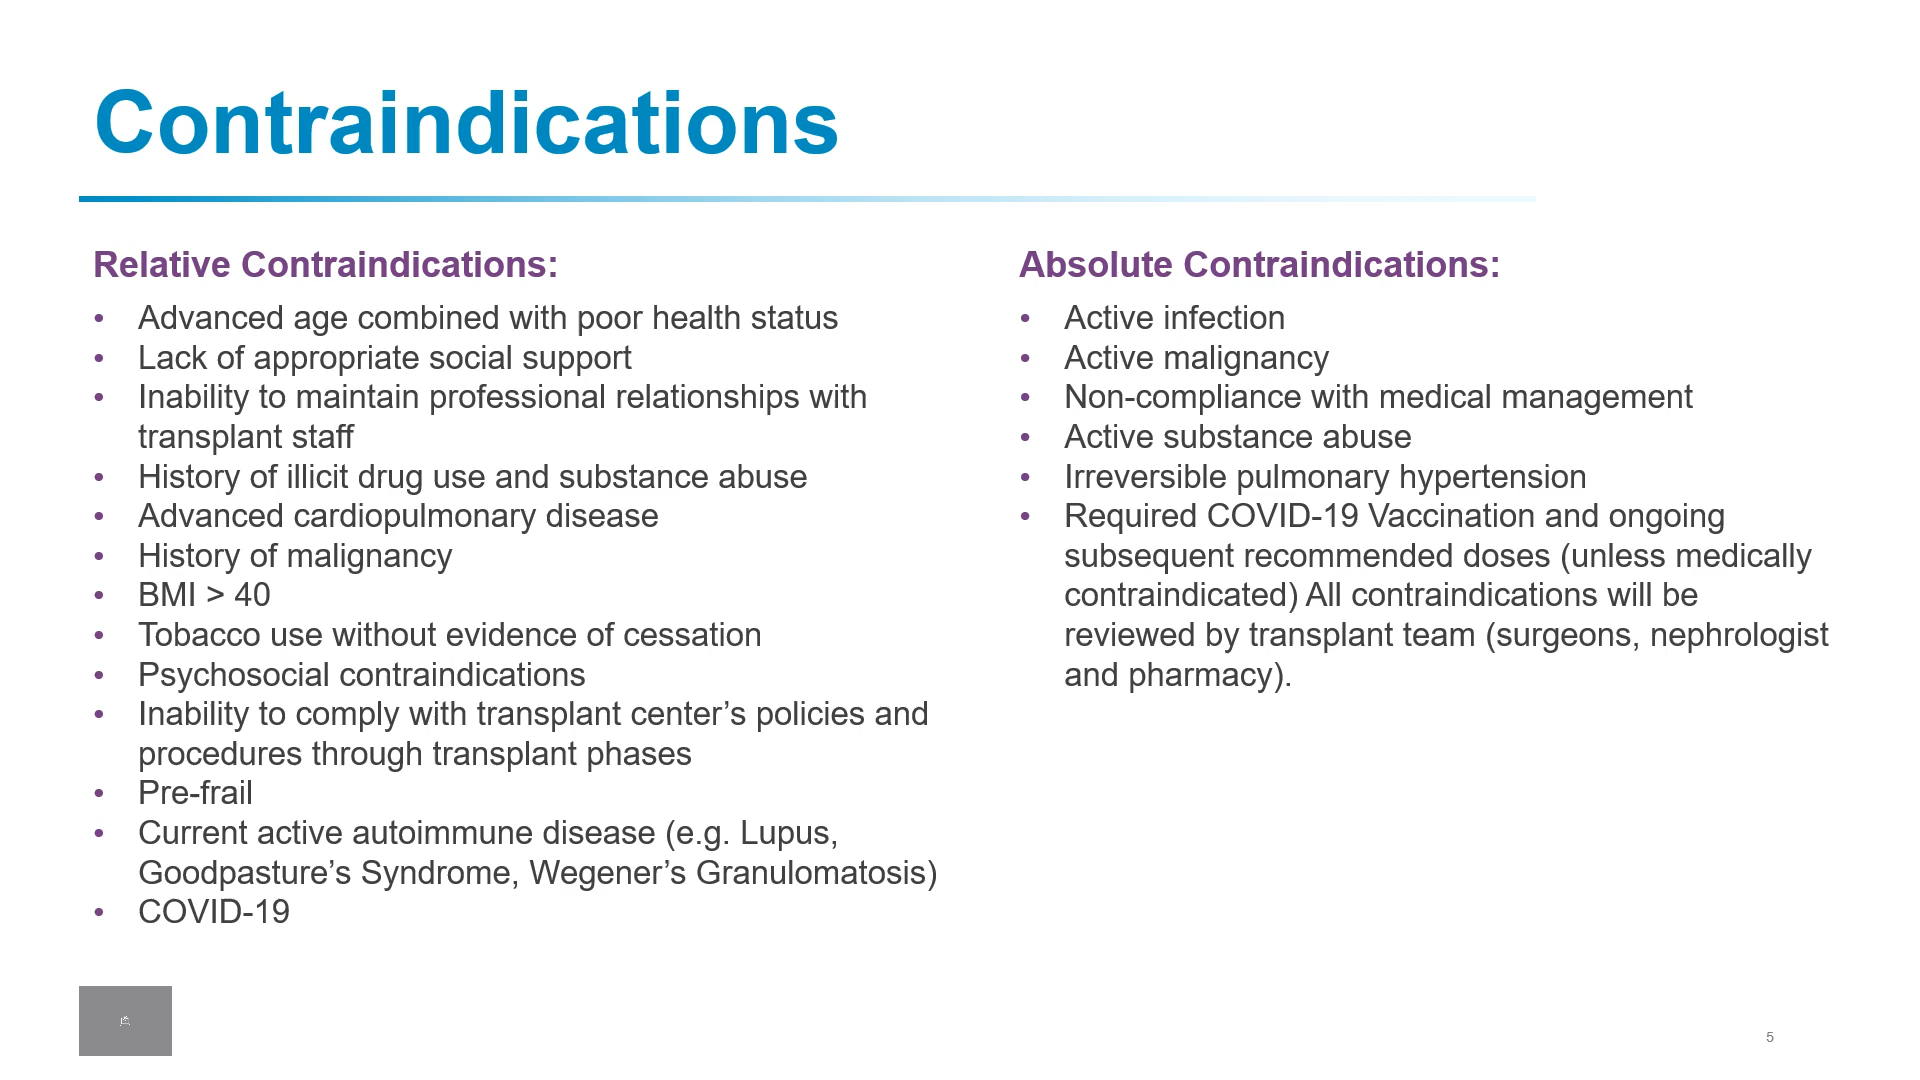 Contraindications
Relative Contraindications:
• Advanced age combined with poor health status
• Lack of appropriate social support
• Inability to maintain professional relationships with
transplant staff
• History of illicit drug use and substance abuse
• Advanced cardiopulmonary disease
• History of malignancy
• BMI > 40
• Tobacco use without evidence of cessation
• Psychosocial contraindications
• Inability to comply with transplant center’s policies and
procedures through transplant phases
• Pre-frail
• Current active autoimmune disease (e.g. Lupus,
Goodpasture’s Syndrome, Wegener’s Granulomatosis)
• COVID-19
Absolute Contraindications:
• Active infection
• Active malignancy
• Non-compliance with medical management
• Active substance abuse
• Irreversible pulmonary hypertension
• Required COVID-19 Vaccination and ongoing
subsequent recommended doses (unless medically
contraindicated) All contraindications will be
reviewed by transplant team (surgeons, nephrologist
and pharmacy).
5